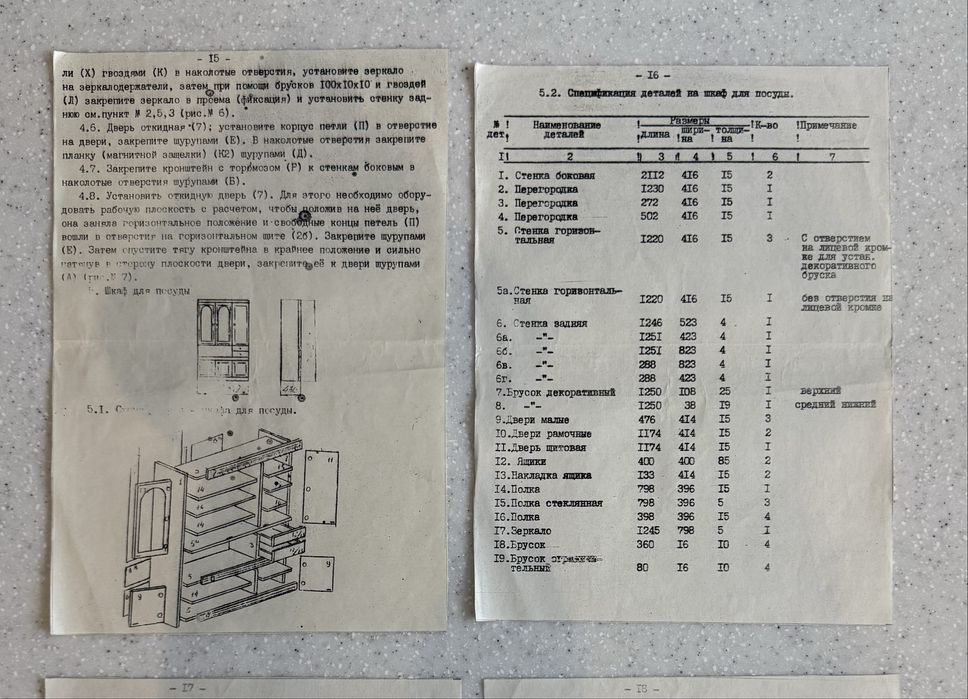 - I5 -
ли (Х) гвоздями (К) в наколотые отверстия, установите зеркало
на зеркалодержатели, затем при помощи брусков I00хI0хI0 и гвоздей
(Л) закрепите зеркало в проёма (фиксация) и установить стенку зад-
нюю см.пункт № 2,5,3 (рис.№ 6).
4.6. Дверь откидная (7); установите корпус петли (П) в отверстие
на двери, закрепите шурупами (Е). В наколотые отверстия закрепите
планку (магнитной защелки) (К2) шурупами (Д).
4.7. Закрепите кронштейн с тормозом (Р) к стенкам боковым в
наколотые отверстия шурупами (Б).
4.8. Установить откидную дверь (7). Для этого необходимо обору-
довать рабочую плоскость с расчетом, чтобы положив на неё дверь,
она заняла горизонтальное положение и свободные концы петель (П)
вошли в отверстия на горизонтальном щите (2б). Закрепите шурупами
(Е). Затем опустите тягу кронштейна в крайнее положение и сильно
потянув в сторону плоскости двери, закрепите её к двери шурупами
(А) (рис.№ 7).
5. Шкаф для посуды
5.I. шкафа для посуды.
- I6 -
5.2. Спецификация деталей на шкаф для посуды.
№ дет. ! Наименование деталей ! Размеры ! К-во ! Примечание
длина ! шири-на ! толщи-на
I ! 2 ! 3 ! 4 ! 5 ! 6 ! 7
I. Стенка боковая 2II2 4I6 I5 2
2. Перегородка I230 4I6 I5 I
3. Перегородка 272 4I6 I5 I
4. Перегородка 502 4I6 I5 I
5. Стенка горизон-
тальная I220 4I6 I5 3 С отверстием
на лицевой кром-
ке для устан.
декоративного
бруска
5а.Стенка горивонталь-
ная I220 4I6 I5 I без отверстия на
лицевой кромке
6. Стенка задняя I246 523 4 I
6а. -"- I25I 423 4 I
6б. -"- I25I 823 4 I
6в. -"- 288 823 4 I
6г. -"- 288 423 4 I
7.Брусок декоративный I250 I08 25 I верхний
8. -"- I250 38 I9 I средний нижний
9.Двери малые 476 4I4 I5 3
I0.Двери рамочные II74 4I4 I5 2
II.Дверь щитовая II74 4I4 I5 I
I2. Ящики 400 400 85 2
I3.Накладка ящика I33 4I4 I5 2
I4.Полка 798 396 I5 I
I5.Полка стеклянная 798 396 5 3
I6.Полка 398 396 I5 4
I7.Зеркало I245 798 5 I
I8.Брусок 360 I6 I0 4
I9.Брусок
тельный 80 I6 I0 4
- I7 -
- I8 -